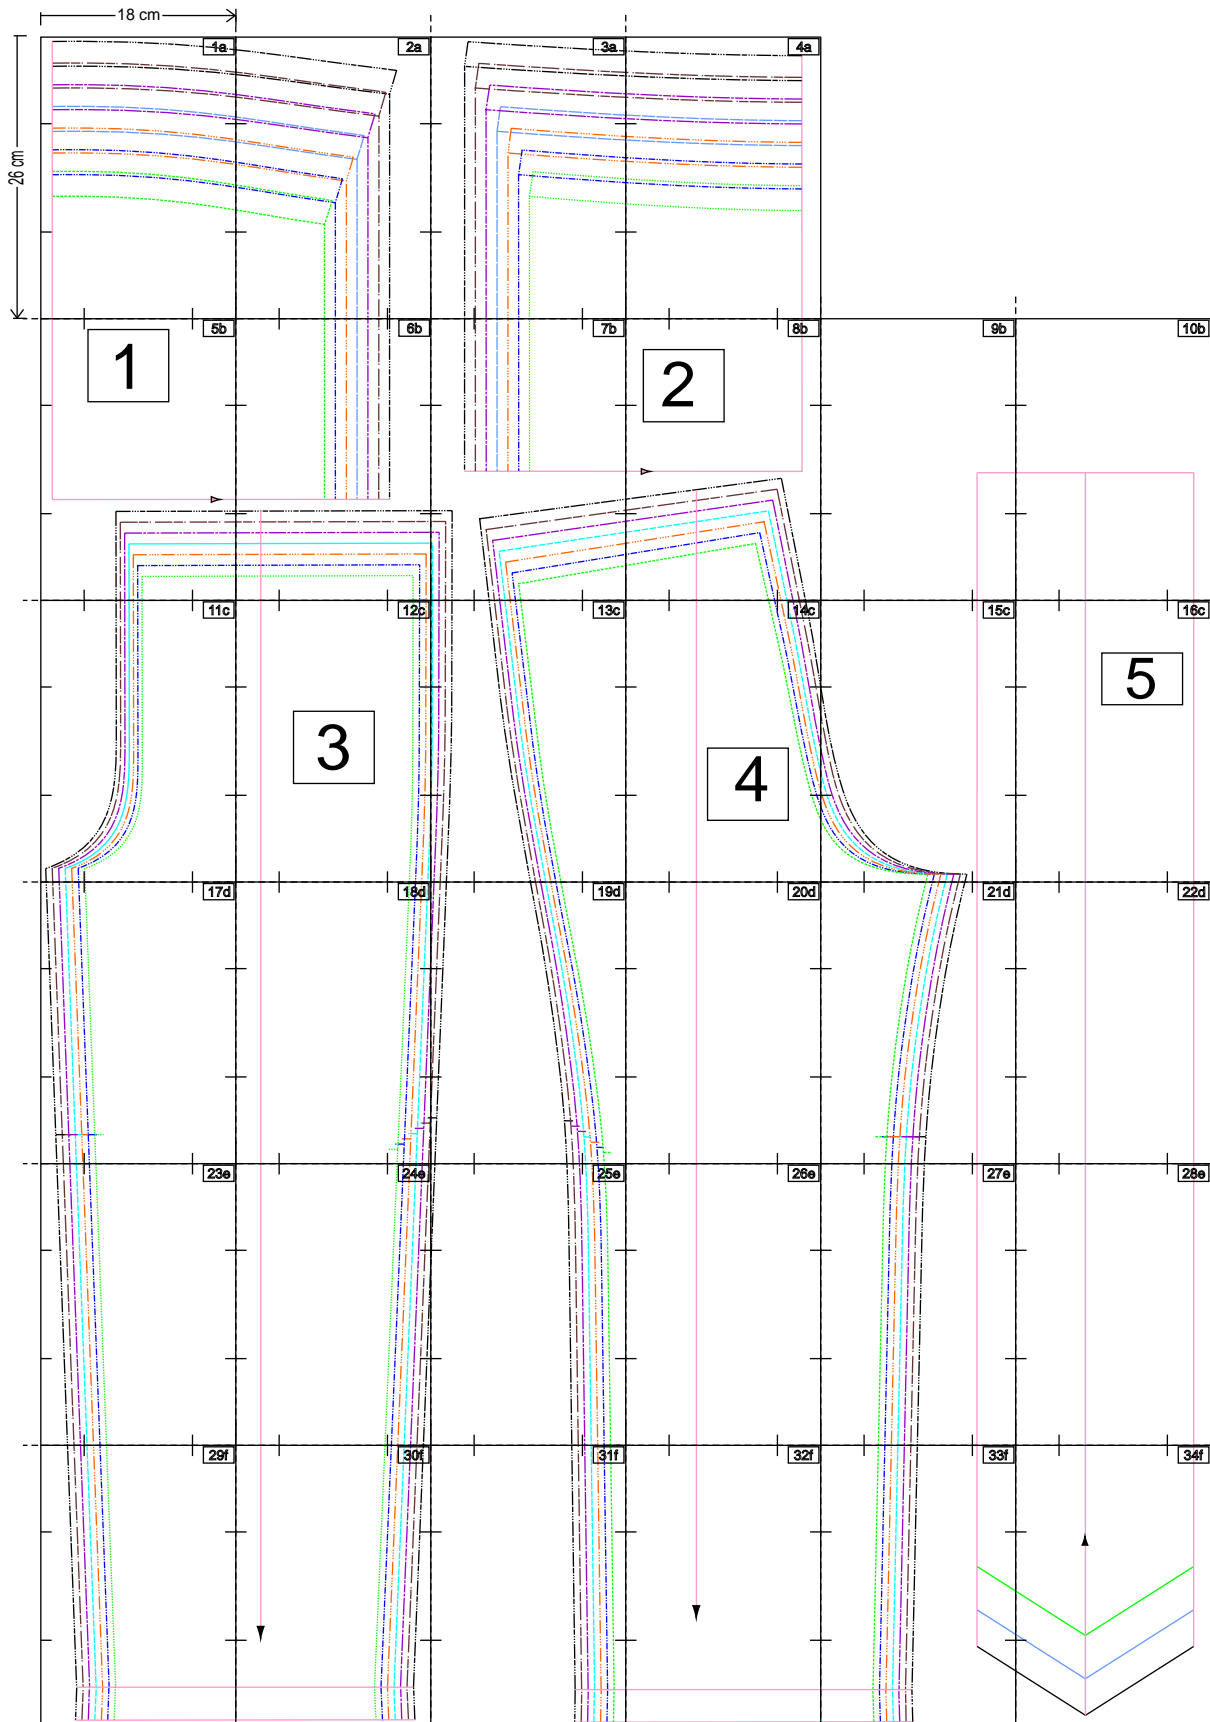 18 cm
26 cm
1a 2a 3a 4a
5b 6b 7b 8b 9b 10b
1
2
11c 12c 13c 14c 15c 16c
3
4
5
17d 18d 19d 20d 21d 22d
23e 24e 25e 26e 27e 28e
29f 30f 31f 32f 33f 34f